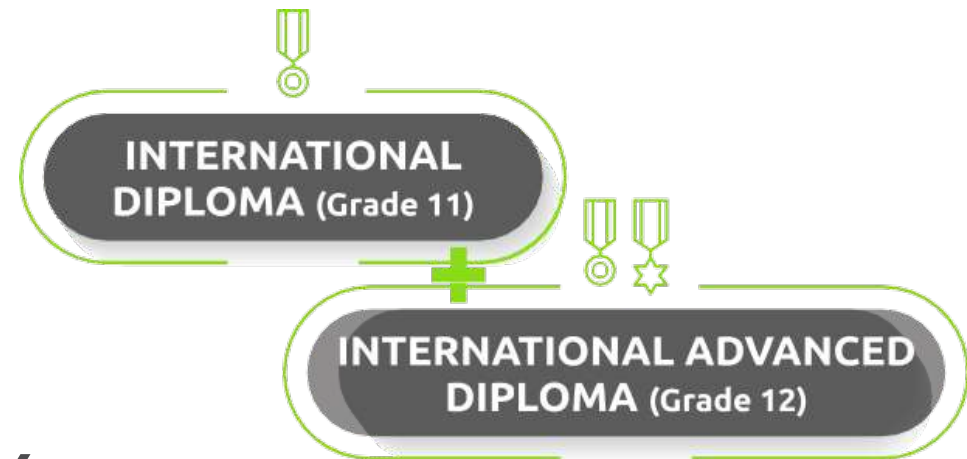 INTERNATIONAL
DIPLOMA (Grade 11)
INTERNATIONAL ADVANCED
DIPLOMA (Grade 12)